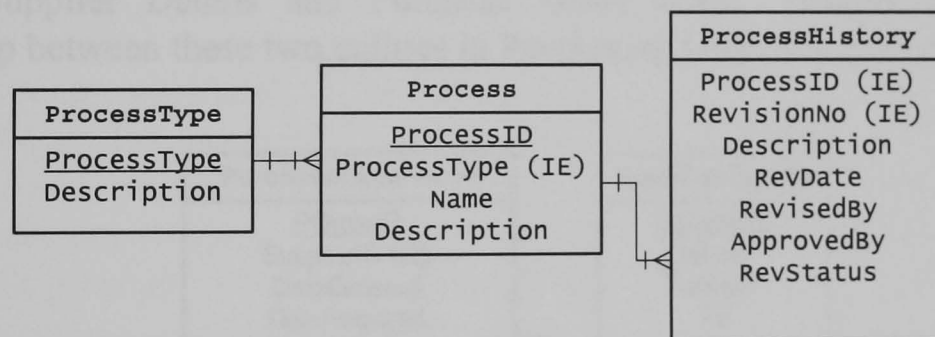 ProcessType
ProcessType
Description
Process
ProcessID
ProcessType (IE)
Name
Description
ProcessHistory
ProcessID (IE)
RevisionNo (IE)
Description
RevDate
RevisedBy
ApprovedBy
RevStatus